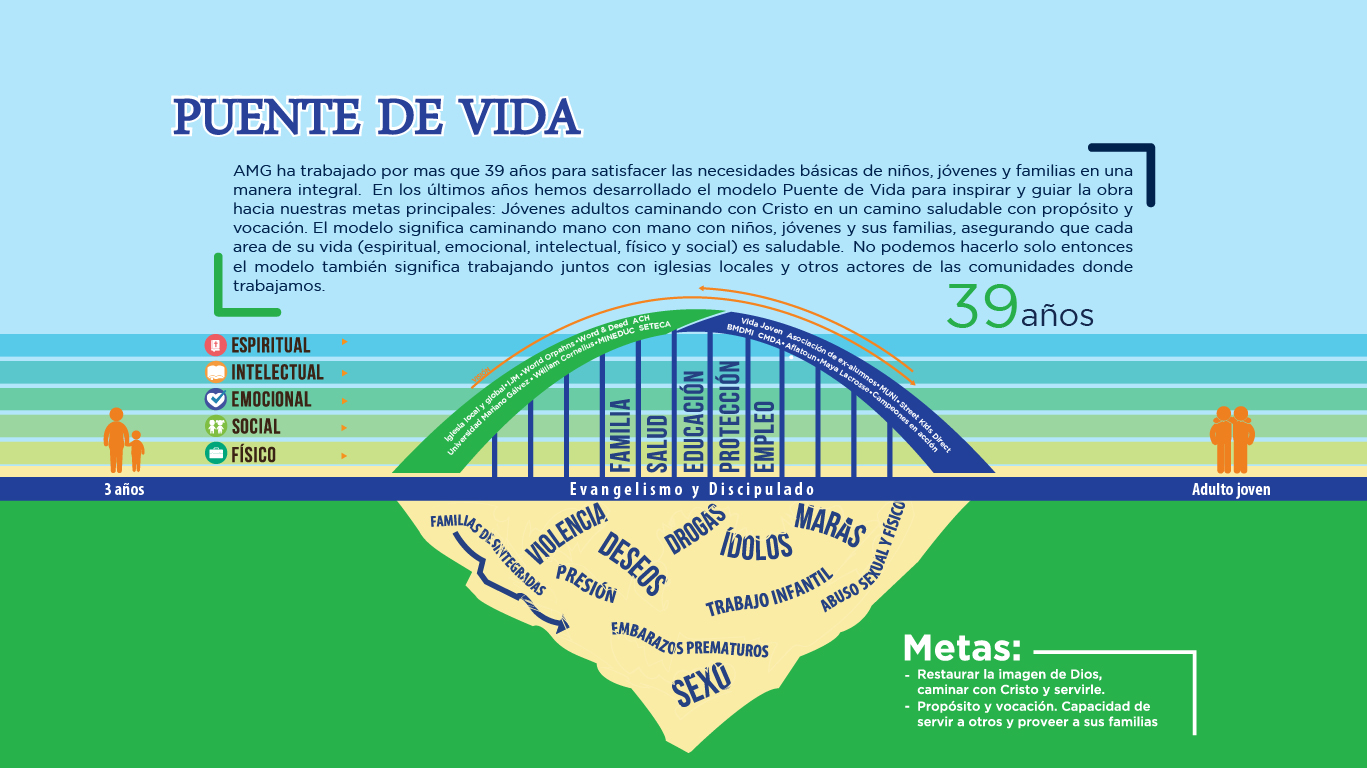 PUENTE DE VIDA
AMG ha trabajado por mas que 39 años para satisfacer las necesidades básicas de niños, jóvenes y familias en una
manera integral. En los últimos años hemos desarrollado el modelo Puente de Vida para inspirar y guiar la obra
hacia nuestras metas principales: Jóvenes adultos caminando con Cristo en un camino saludable con propósito y
vocación. El modelo significa caminando mano con mano con niños, jóvenes y sus familias, asegurando que cada
area de su vida (espiritual, emocional, intelectual, físico y social) es saludable. No podemos hacerlo solo entonces
el modelo también significa trabajando juntos con iglesias locales y otros actores de las comunidades donde
trabajamos.
39 años
ESPIRITUAL
INTELECTUAL
EMOCIONAL
SOCIAL
FÍSICO
Iglesia local y global • IJM • World Orpahns • Word & Deed ACH
Universidad Mariano Gálvez • William Cornelius • MINEDUC SETECA
Vida Joven Asociación de ex-alumnos • MUNI • Street Kids Direct
BMDMI CMDA • Aflatoun • Maya Lacrosse • Campeones en acción
FAMILIA
SALUD
EDUCACIÓN
PROTECCIÓN
EMPLEO
3 años
Evangelismo y Discipulado
Adulto joven
FAMILIAS DESINTEGRADAS
VIOLENCIA
DESEOS
PRESIÓN
DROGAS
ÍDOLOS
MARAS
TRABAJO INFANTIL
ABUSO SEXUAL Y FÍSICO
EMBARAZOS PREMATUROS
SEXO
Metas:
- Restaurar la imagen de Dios,
caminar con Cristo y servirle.
- Propósito y vocación. Capacidad de
servir a otros y proveer a sus familias